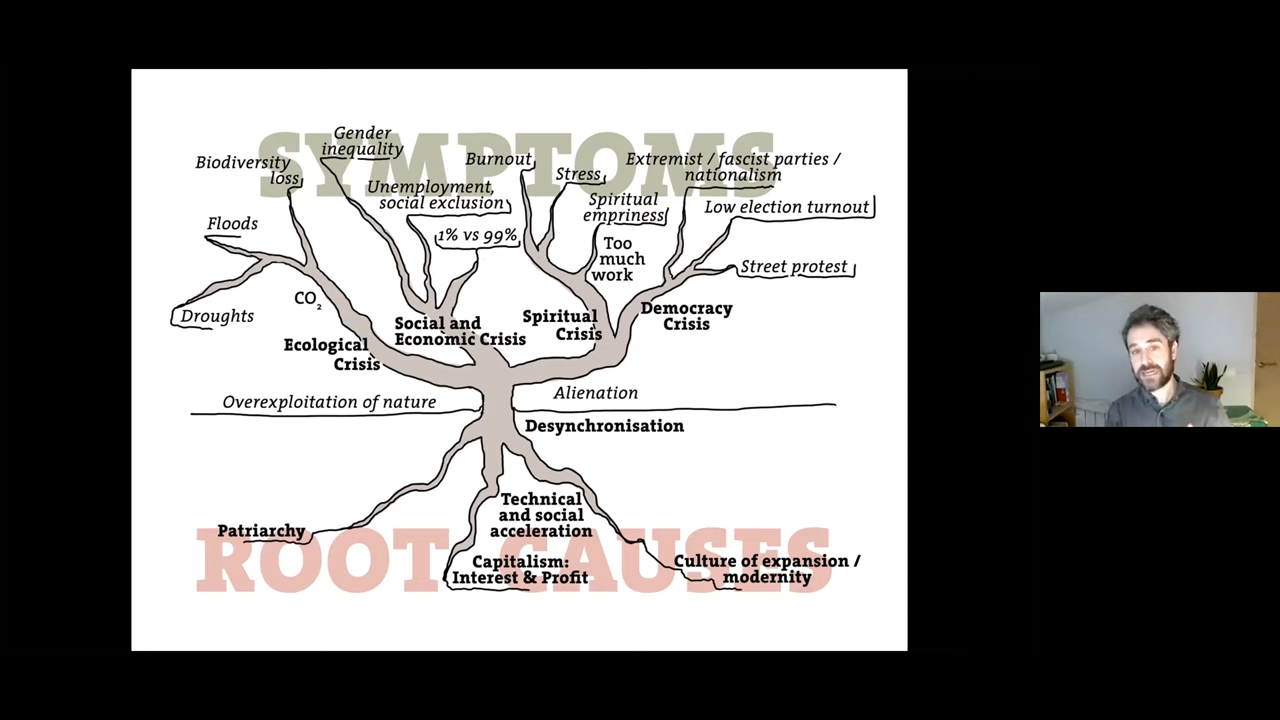 SYMPTOMS
Gender
inequality
Biodiversity
loss
Burnout
Extremist / fascist parties /
nationalism
Stress
Unemployment,
social exclusion
Spiritual
empriness
Low election turnout
Floods
1% vs 99%
Too
much
work
Street protest
CO2
Droughts
Social and
Economic Crisis
Spiritual
Crisis
Democracy
Crisis
Ecological
Crisis
Overexploitation of nature
Alienation
Desynchronisation
Technical
and social
acceleration
Patriarchy
ROOT CAUSES
Capitalism:
Interest & Profit
Culture of expansion /
modernity